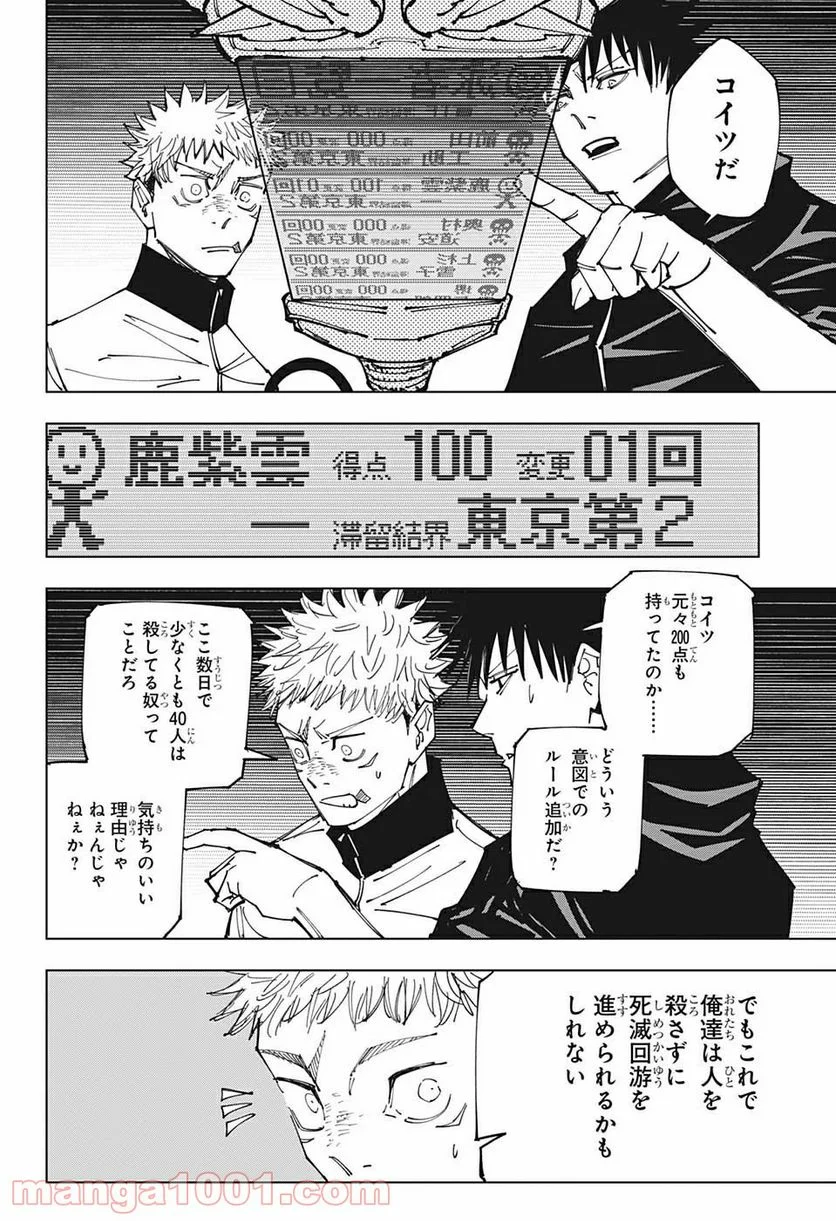 コイツだ
鹿紫雲 得点 100 変更 01回
一 滞留結界 東京第2
コイツ
元々200点も
持ってたのか……
どういう
意図での
ルール追加だ？
ここ数日で
少なくとも40人は
殺してる奴って
ことだろ
気持ちのいい
理由じゃ
ねぇんじゃ
ねぇか？
でもこれで
俺達は人を
殺さずに
死滅回游を
進められるかも
しれない
manga1001.com